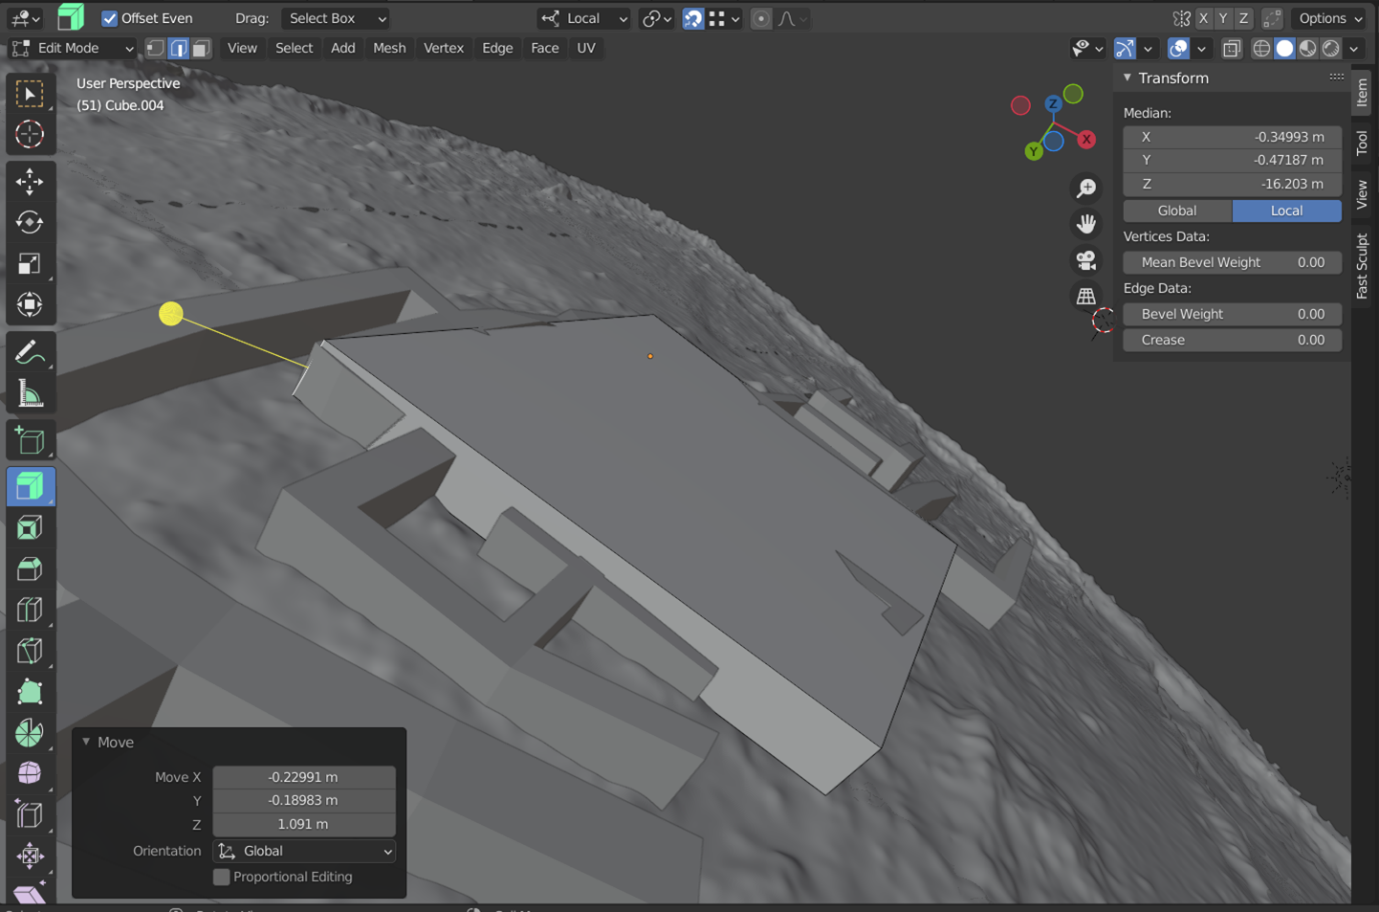 Offset Even Drag: Select Box Local X Y Z Options
Edit Mode View Select Add Mesh Vertex Edge Face UV
User Perspective
(51) Cube.004
Z
X
Y
Transform
Median:
X -0.34993 m
Y -0.47187 m
Z -16.203 m
Global Local
Vertices Data:
Mean Bevel Weight 0.00
Edge Data:
Bevel Weight 0.00
Crease 0.00
Item
Tool
View
Fast Sculpt
Move
Move X -0.22991 m
Y -0.18983 m
Z 1.091 m
Orientation Global
Proportional Editing